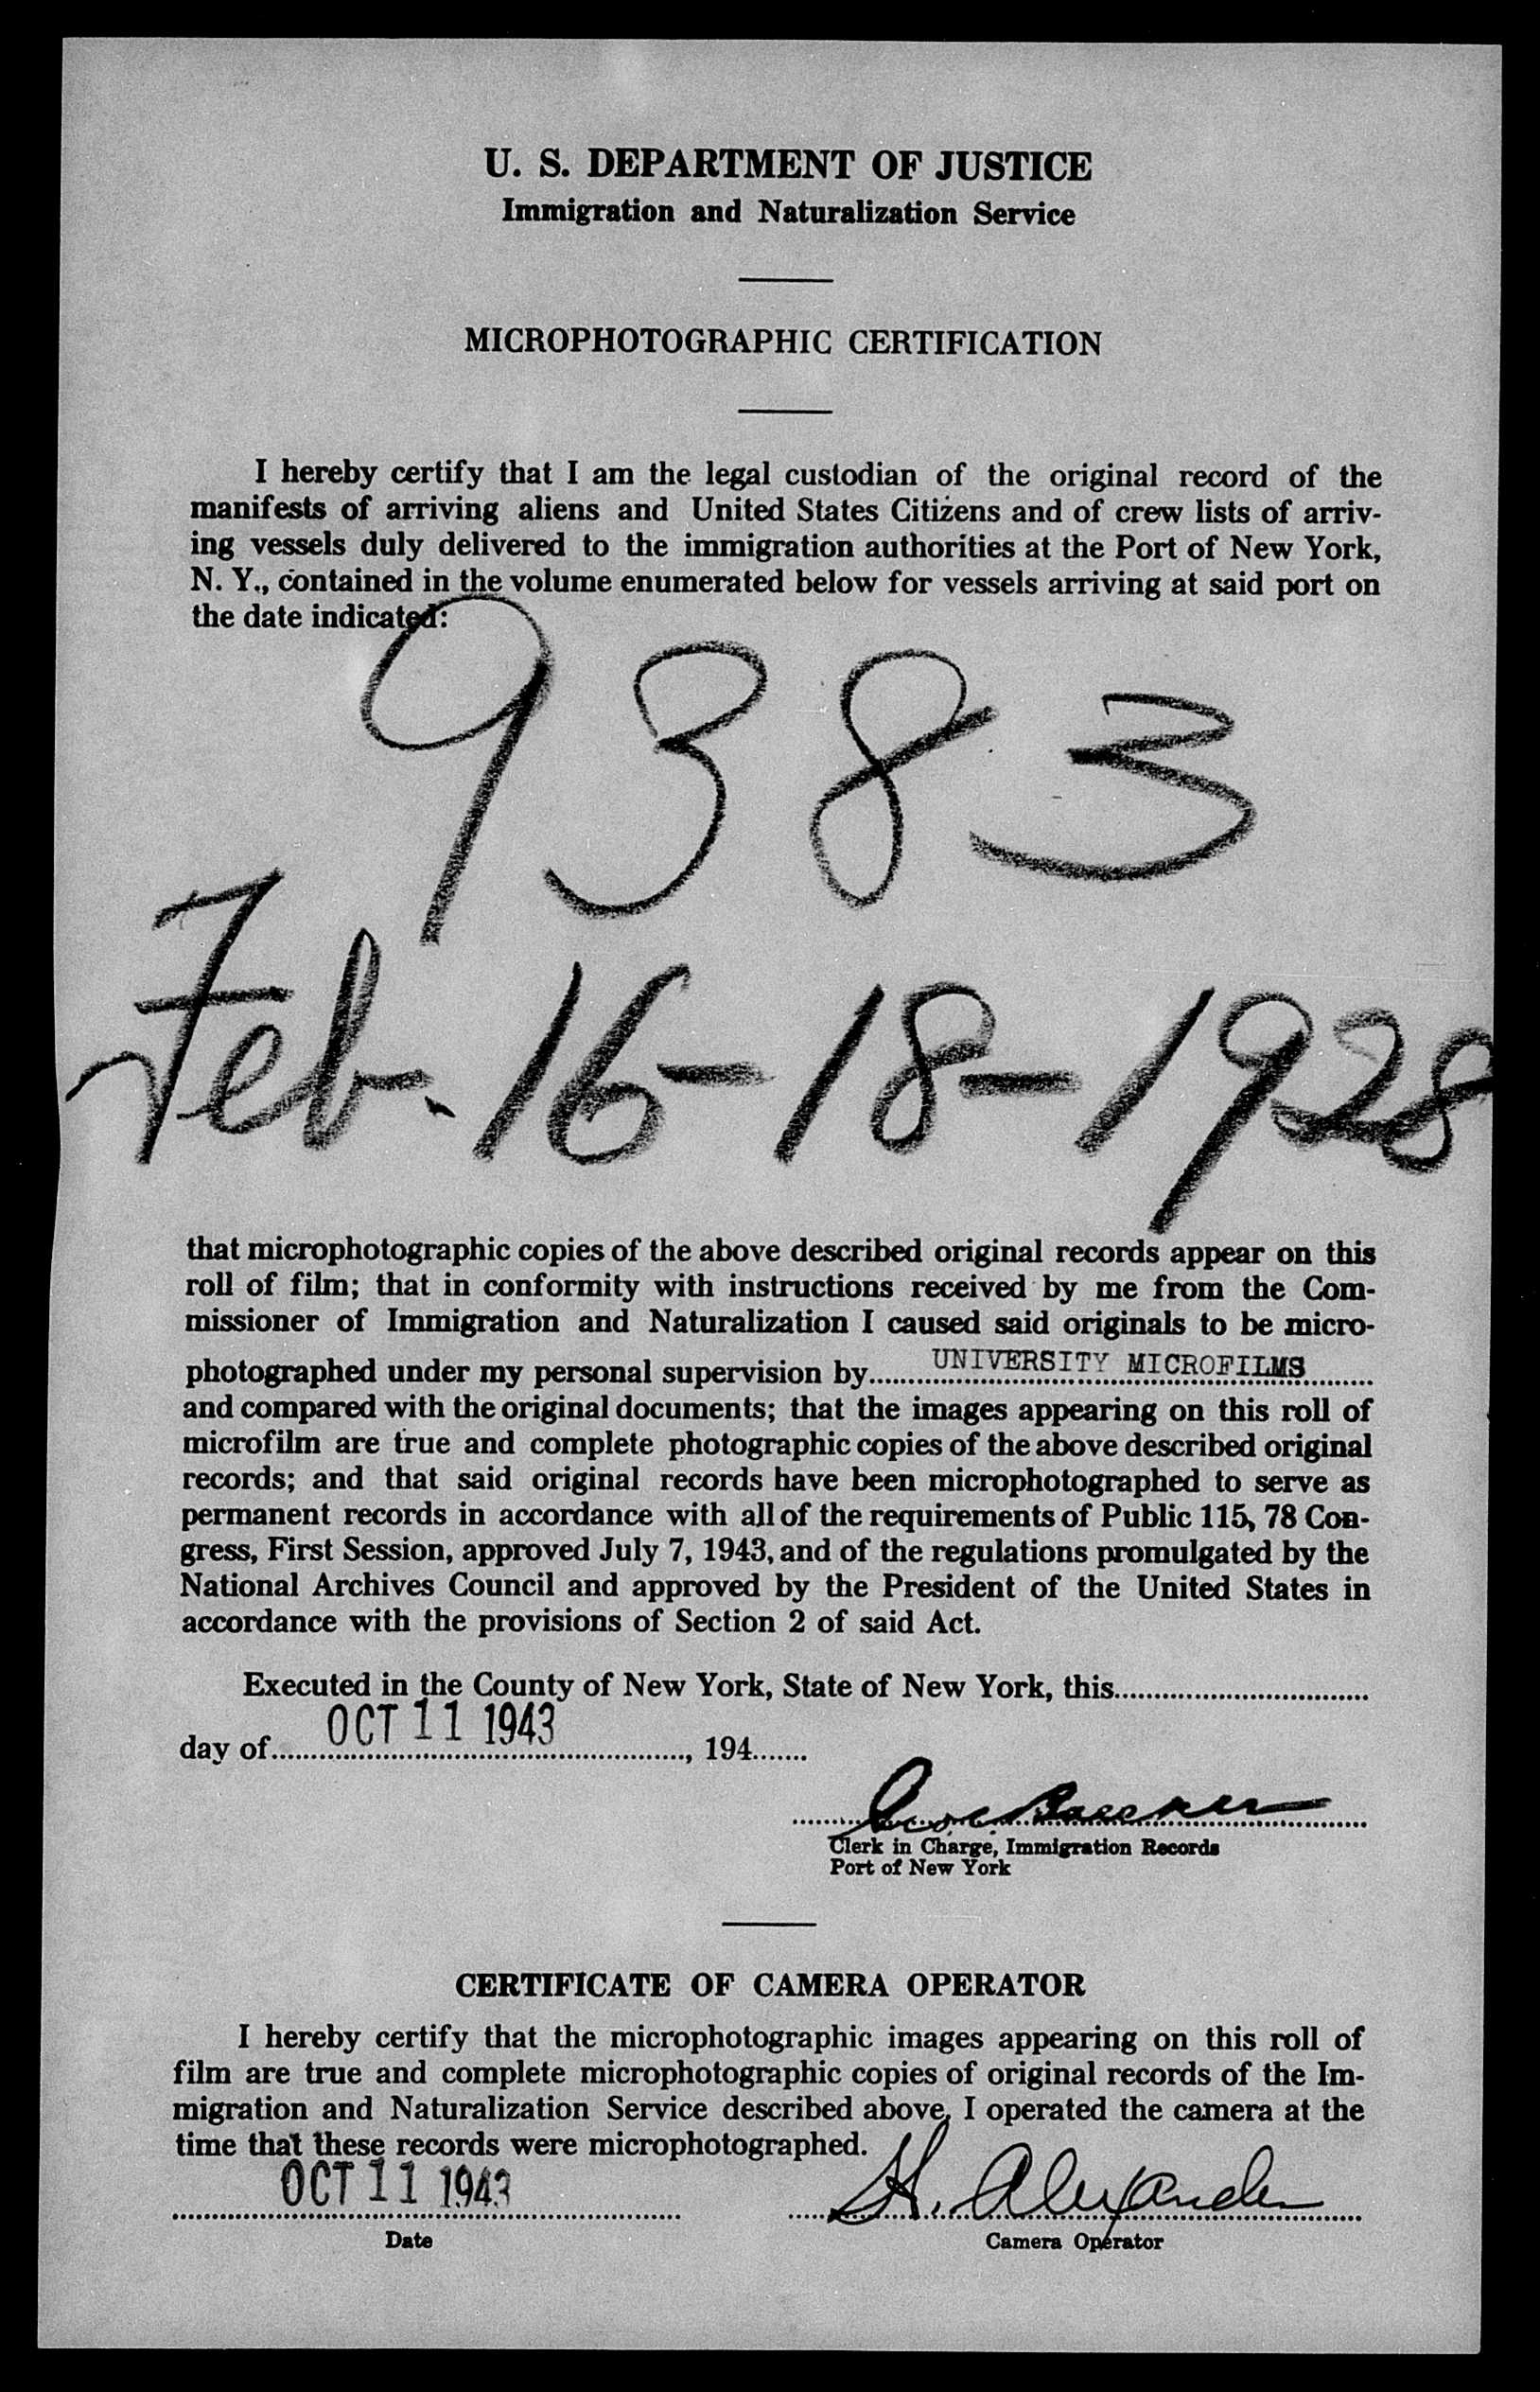 U. S. DEPARTMENT OF JUSTICE
Immigration and Naturalization Service
MICROPHOTOGRAPHIC CERTIFICATION
I hereby certify that I am the legal custodian of the original record of the
manifests of arriving aliens and United States Citizens and of crew lists of arriv-
ing vessels duly delivered to the immigration authorities at the Port of New York,
N. Y., contained in the volume enumerated below for vessels arriving at said port on
the date indicated:
9383
Feb. 16-18-1928
that microphotographic copies of the above described original records appear on this
roll of film; that in conformity with instructions received by me from the Com-
missioner of Immigration and Naturalization I caused said originals to be micro-
photographed under my personal supervision by UNIVERSITY MICROFILMS
and compared with the original documents; that the images appearing on this roll of
microfilm are true and complete photographic copies of the above described original
records; and that said original records have been microphotographed to serve as
permanent records in accordance with all of the requirements of Public 115, 78 Con-
gress, First Session, approved July 7, 1943, and of the regulations promulgated by the
National Archives Council and approved by the President of the United States in
accordance with the provisions of Section 2 of said Act.
Executed in the County of New York, State of New York, this
day of OCT 11 1943, 194
Clerk in Charge, Immigration Records
Port of New York
CERTIFICATE OF CAMERA OPERATOR
I hereby certify that the microphotographic images appearing on this roll of
film are true and complete microphotographic copies of original records of the Im-
migration and Naturalization Service described above, I operated the camera at the
time that these records were microphotographed.
OCT 11 1943 H. Alexander
Date Camera Operator